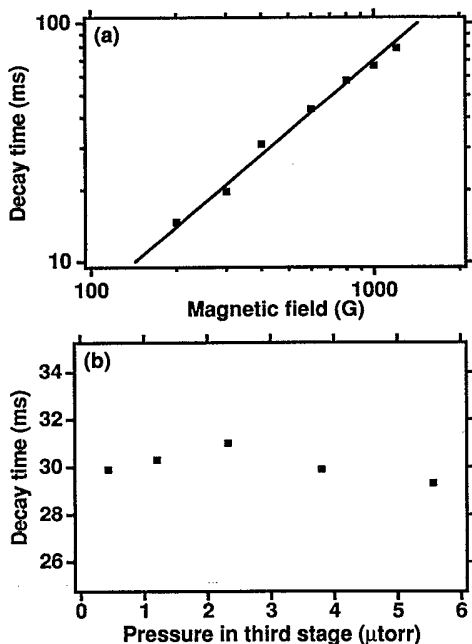 100
(a)
Decay time (ms)
10
100
1000
Magnetic field (G)
(b)
34
32
Decay time (ms)
30
28
26
0
1
2
3
4
5
6
Pressure in third stage (μtorr)